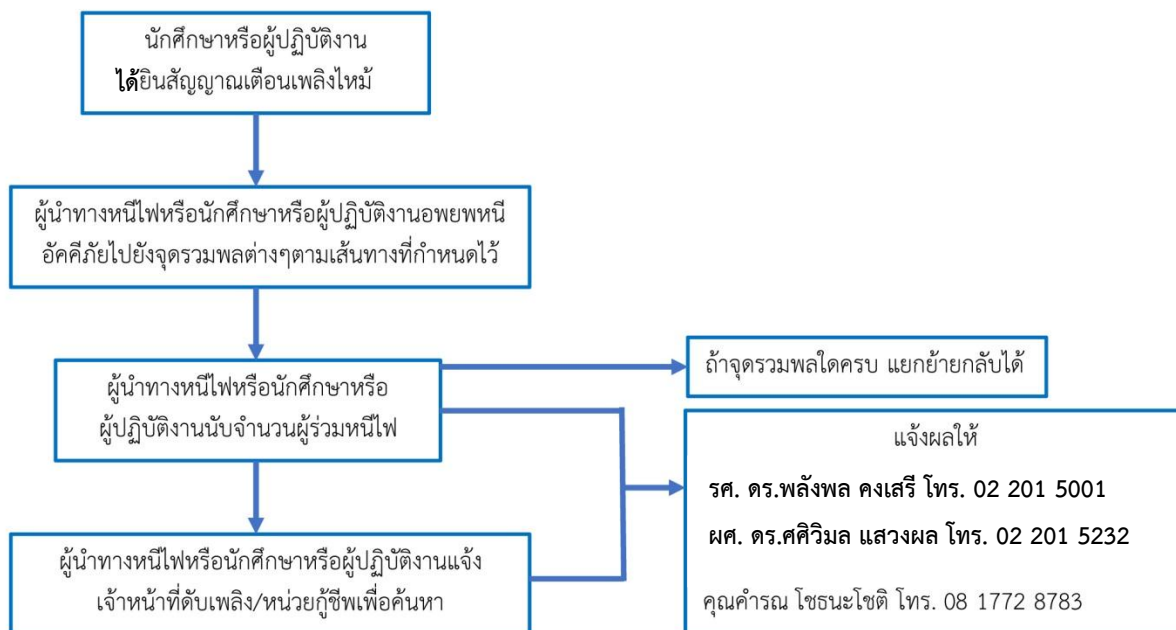 นักศึกษาหรือผู้ปฏิบัติงาน
ได้ยินสัญญาณเตือนเพลิงไหม้
ผู้นำทางหนีไฟหรือนักศึกษาหรือผู้ปฏิบัติงานอพยพหนี
อัคคีภัยไปยังจุดรวมพลต่างๆตามเส้นทางที่กำหนดไว้
ผู้นำทางหนีไฟหรือนักศึกษาหรือ
ผู้ปฏิบัติงานนับจำนวนผู้ร่วมหนีไฟ
ถ้าจุดรวมพลใดครบ แยกย้ายกลับได้
แจ้งผลให้
รศ. ดร.พลังพล คงเสรี โทร. 02 201 5001
ผศ. ดร.ศศิวิมล แสวงผล โทร. 02 201 5232
คุณคำรณ โชธนะโชติ โทร. 08 1772 8783
ผู้นำทางหนีไฟหรือนักศึกษาหรือผู้ปฏิบัติงานแจ้ง
เจ้าหน้าที่ดับเพลิง/หน่วยกู้ชีพเพื่อค้นหา